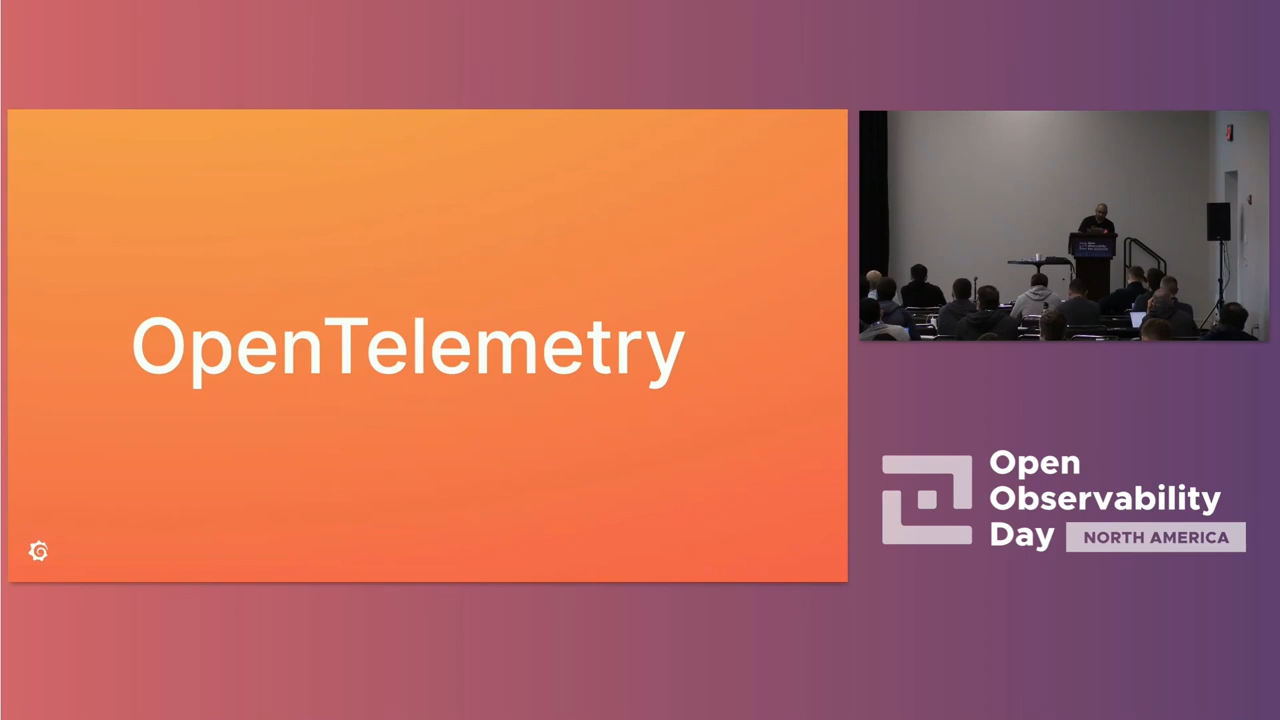 OpenTelemetry
Open
Observability
Day
NORTH AMERICA